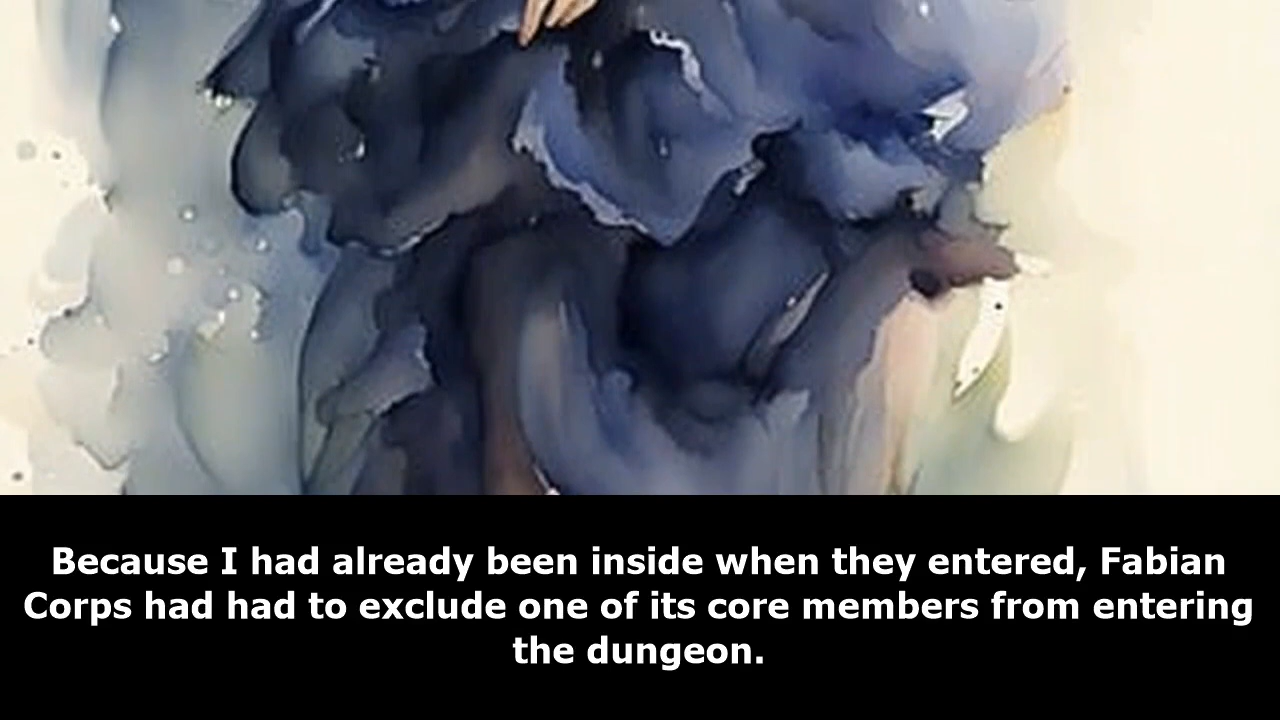 Because I had already been inside when they entered, Fabian
Corps had had to exclude one of its core members from entering
the dungeon.